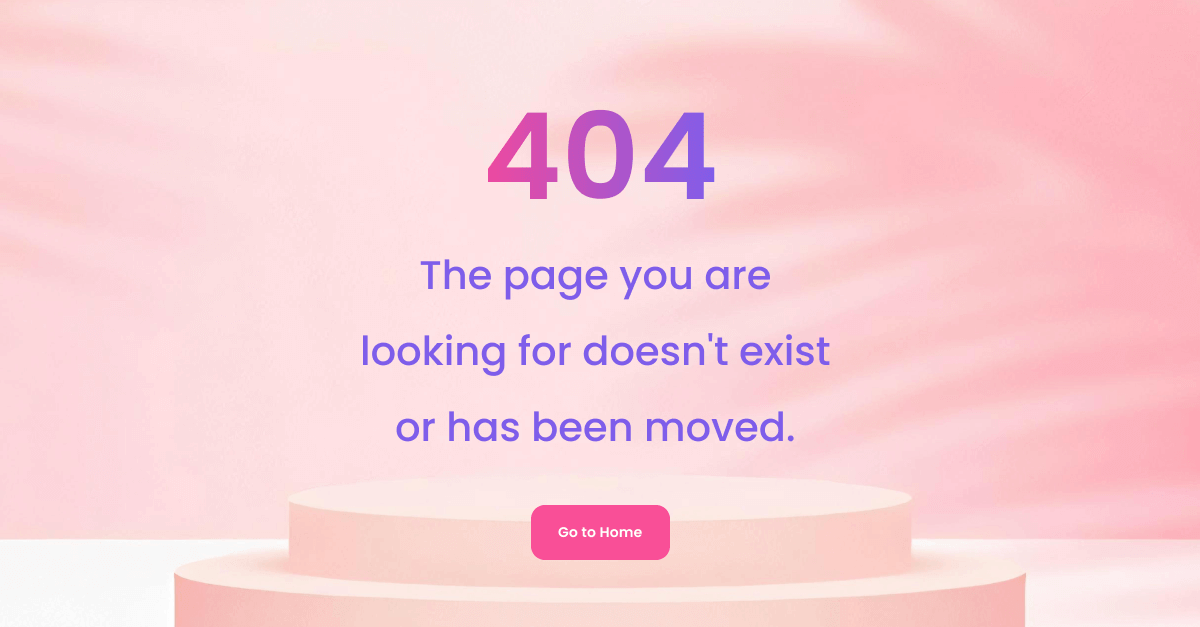 404
The page you are
looking for doesn't exist
or has been moved.
Go to Home